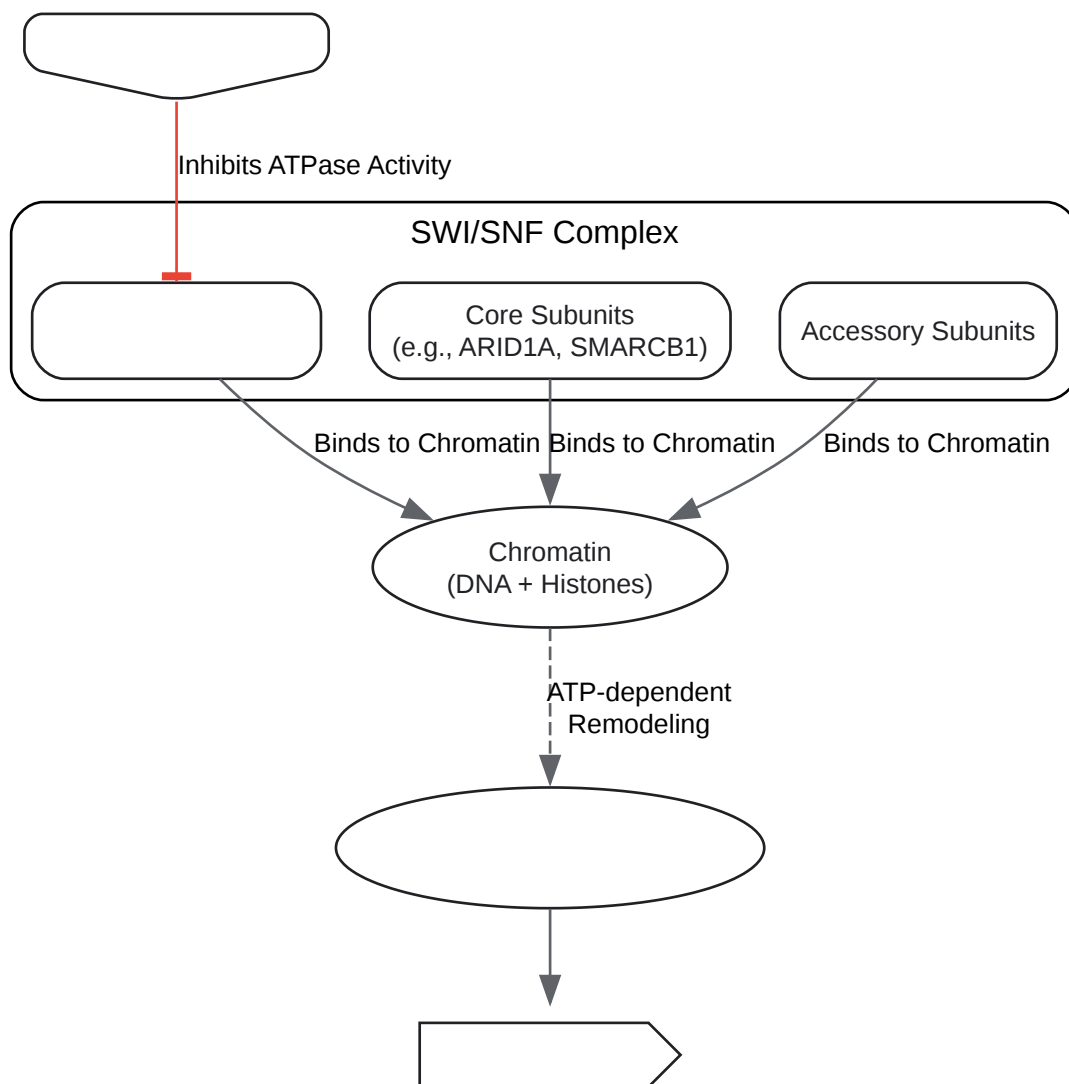 Inhibits ATPase Activity
SWI/SNF Complex
Core Subunits
(e.g., ARID1A, SMARCB1)
Accessory Subunits
Binds to Chromatin
Binds to Chromatin
Binds to Chromatin
Chromatin
(DNA + Histones)
ATP-dependent
Remodeling